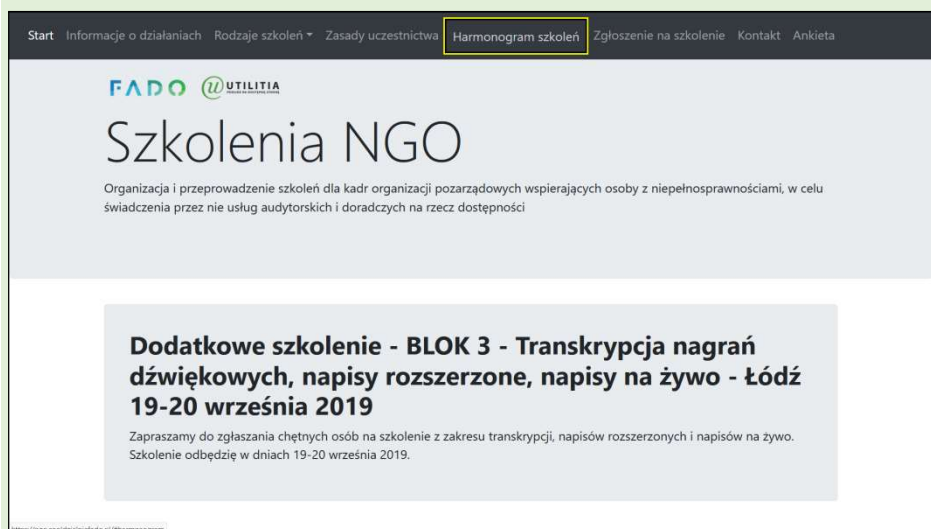 Start Informacje o działaniach Rodzaje szkoleń Zasady uczestnictwa Harmonogram szkoleń Zgłoszenie na szkolenie Kontakt Ankieta
FADO UTILITIA
Szkolenia NGO
Organizacja i przeprowadzenie szkoleń dla kadr organizacji pozarządowych wspierających osoby z niepełnosprawnościami, w celu
świadczenia przez nie usług audytorskich i doradczych na rzecz dostępności
Dodatkowe szkolenie - BLOK 3 - Transkrypcja nagrań
dźwiękowych, napisy rozszerzone, napisy na żywo - Łódź
19-20 września 2019
Zapraszamy do zgłaszania chętnych osób na szkolenie z zakresu transkrypcji, napisów rozszerzonych i napisów na żywo.
Szkolenie odbędzię w dniach 19-20 września 2019.